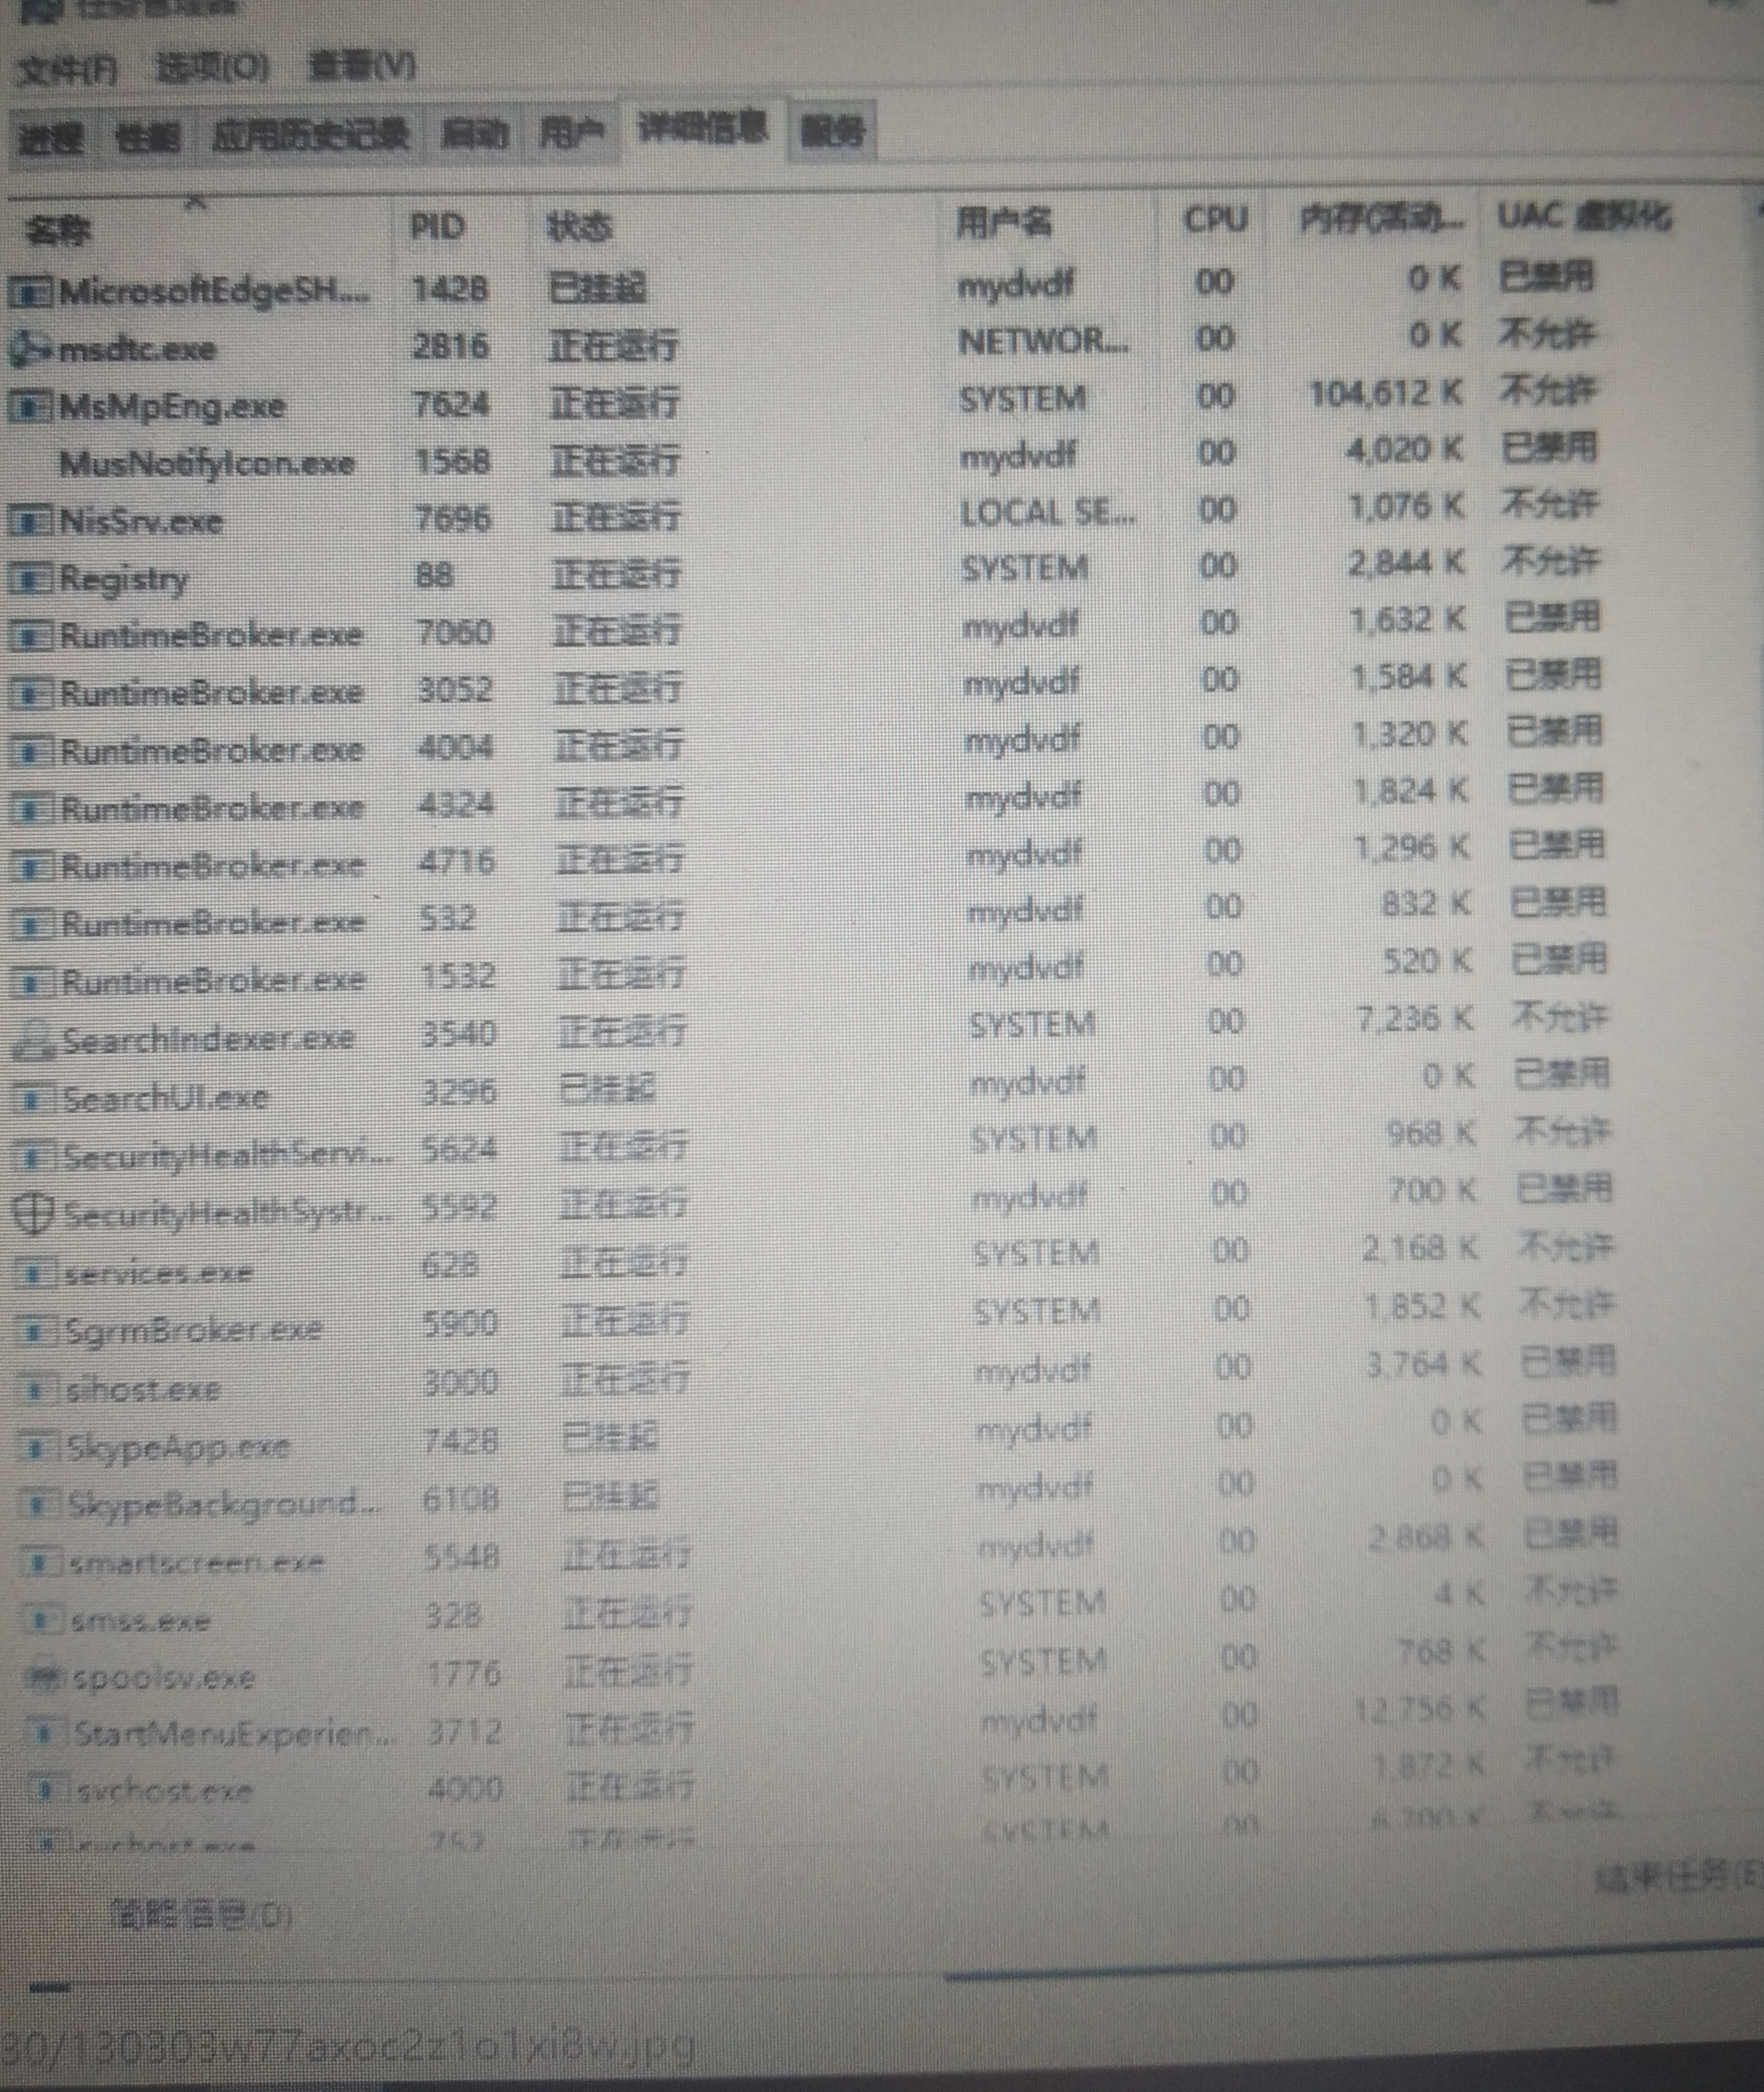 任务管理器
文件(F) 选项(O) 查看(V)
进程 性能 应用历史记录 启动 用户 详细信息 服务
名称 PID 状态 用户名 CPU 内存(活动... UAC 虚拟化
MicrosoftEdgeSH... 1428 已挂起 mydvdf 00 0 K 已禁用
msdtc.exe 2816 正在运行 NETWOR... 00 0 K 不允许
MsMpEng.exe 7624 正在运行 SYSTEM 00 104,612 K 不允许
MusNotifyIcon.exe 1568 正在运行 mydvdf 00 4,020 K 已禁用
NisSrv.exe 7696 正在运行 LOCAL SE... 00 1,076 K 不允许
Registry 88 正在运行 SYSTEM 00 2,844 K 不允许
RuntimeBroker.exe 7060 正在运行 mydvdf 00 1,632 K 已禁用
RuntimeBroker.exe 3052 正在运行 mydvdf 00 1,584 K 已禁用
RuntimeBroker.exe 4004 正在运行 mydvdf 00 1,320 K 已禁用
RuntimeBroker.exe 4324 正在运行 mydvdf 00 1,824 K 已禁用
RuntimeBroker.exe 4716 正在运行 mydvdf 00 1,296 K 已禁用
RuntimeBroker.exe 532 正在运行 mydvdf 00 832 K 已禁用
RuntimeBroker.exe 1532 正在运行 mydvdf 00 520 K 已禁用
SearchIndexer.exe 3540 正在运行 SYSTEM 00 7,236 K 不允许
SearchUI.exe 3296 已挂起 mydvdf 00 0 K 已禁用
SecurityHealthServi... 5624 正在运行 SYSTEM 00 968 K 不允许
SecurityHealthSystr... 5592 正在运行 mydvdf 00 700 K 已禁用
services.exe 628 正在运行 SYSTEM 00 2,168 K 不允许
SgrmBroker.exe 5900 正在运行 SYSTEM 00 1,852 K 不允许
sihost.exe 3000 正在运行 mydvdf 00 3,764 K 已禁用
SkypeApp.exe 7428 已挂起 mydvdf 00 0 K 已禁用
SkypeBackground... 6108 已挂起 mydvdf 00 0 K 已禁用
smartscreen.exe 5548 正在运行 mydvdf 00 2,868 K 已禁用
smss.exe 328 正在运行 SYSTEM 00 4 K 不允许
spoolsv.exe 1776 正在运行 SYSTEM 00 768 K 不允许
StartMenuExperien... 3712 正在运行 mydvdf 00 12,756 K 已禁用
svchost.exe 4000 正在运行 SYSTEM 00 1,872 K 不允许
svchost.exe 正在运行 SYSTEM 00 不允许
简略信息(D) 结束任务(E
30/130303w77axoc2z1o1xi8w.jpg